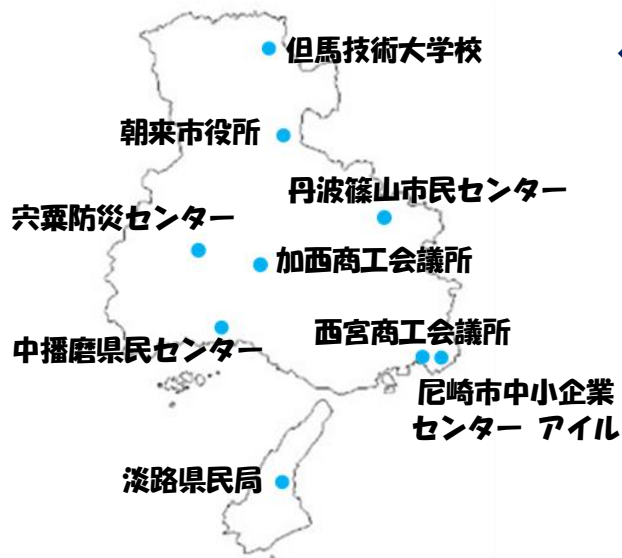 但馬技術大学校
朝来市役所
丹波篠山市民センター
宍粟防災センター
加西商工会議所
西宮商工会議所
中播磨県民センター
尼崎市中小企業
センター アイル
淡路県民局